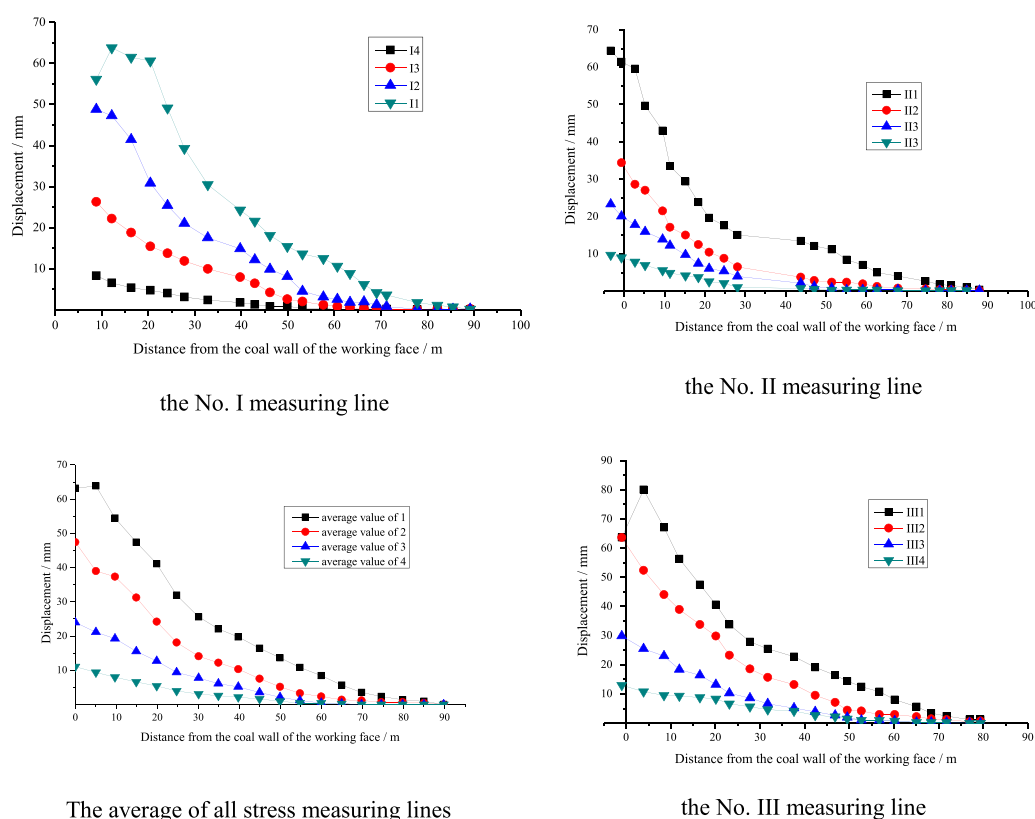 70
60
50
40
30
20
10
0 10 20 30 40 50 60 70 80 90 100
Displacement / mm
Distance from the coal wall of the working face / m
I4
I3
I2
I1
the No. I measuring line
70
60
50
40
30
20
10
0 10 20 30 40 50 60 70 80 90 100
Displacement / mm
Distance from the coal wall of the working face / m
II1
II2
II3
II3
the No. II measuring line
70
60
50
40
30
20
10
0 10 20 30 40 50 60 70 80 90
Displacement / mm
Distance from the coal wall of the working face / m
average value of 1
average value of 2
average value of 3
average value of 4
The average of all stress measuring lines
90
80
70
60
50
40
30
20
10
0 10 20 30 40 50 60 70 80 90
Displacement / mm
Distance from the coal wall of the working face / m
III1
III2
III3
III4
the No. III measuring line